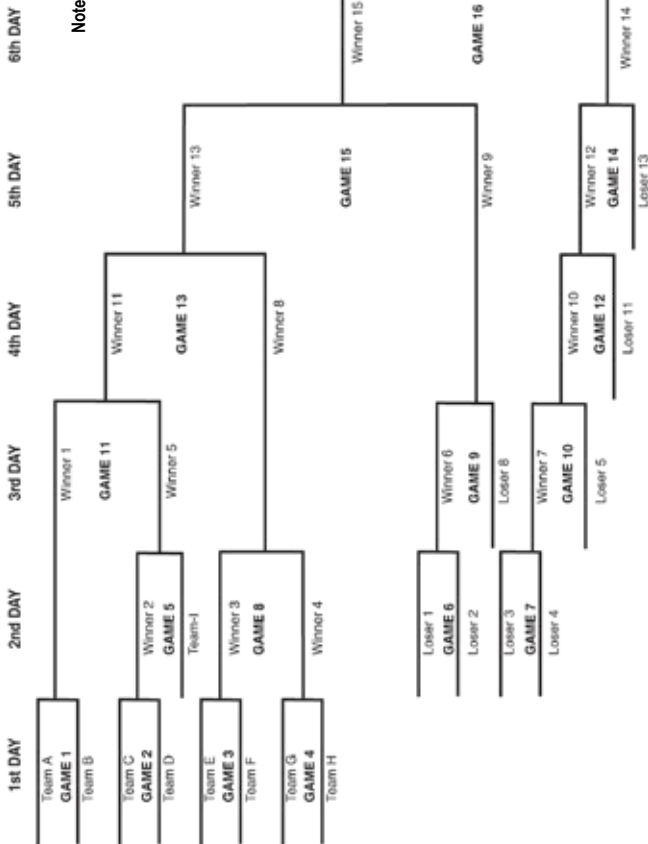 1st DAY
2nd DAY
3rd DAY
4th DAY
5th DAY
6th DAY
Note
Team A
GAME 1
Team B
Team C
GAME 2
Team D
Team E
GAME 3
Team F
Team G
GAME 4
Team H
Winner 2
GAME 5
Team-I
Winner 3
GAME 8
Winner 4
Loser 1
GAME 6
Loser 2
Loser 3
GAME 7
Loser 4
Winner 1
GAME 11
Winner 5
Winner 6
GAME 9
Loser 8
Winner 7
GAME 10
Loser 5
Winner 11
GAME 13
Winner 8
Winner 10
GAME 12
Loser 11
Winner 13
GAME 15
Winner 9
Winner 12
GAME 14
Loser 13
Winner 15
GAME 16
Winner 14